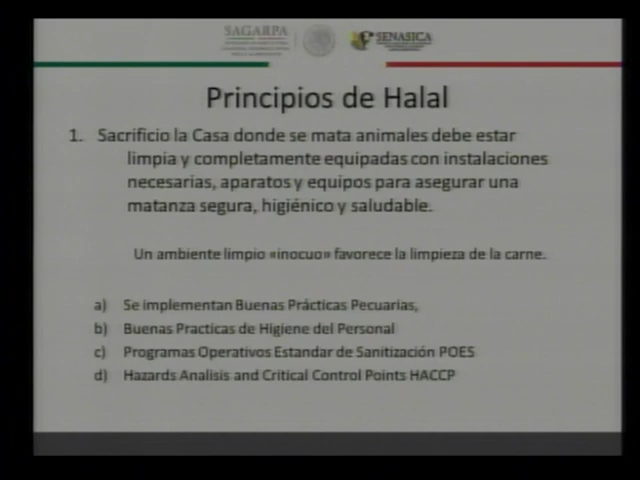 SAGARPA
SENASICA
Principios de Halal
1. Sacrificio la Casa donde se mata animales debe estar
limpia y completamente equipadas con instalaciones
necesarias, aparatos y equipos para asegurar una
matanza segura, higiénico y saludable.
Un ambiente limpio «inocuo» favorece la limpieza de la carne.
a) Se implementan Buenas Prácticas Pecuarias,
b) Buenas Practicas de Higiene del Personal
c) Programas Operativos Estandar de Sanitización POES
d) Hazards Analisis and Critical Control Points HACCP